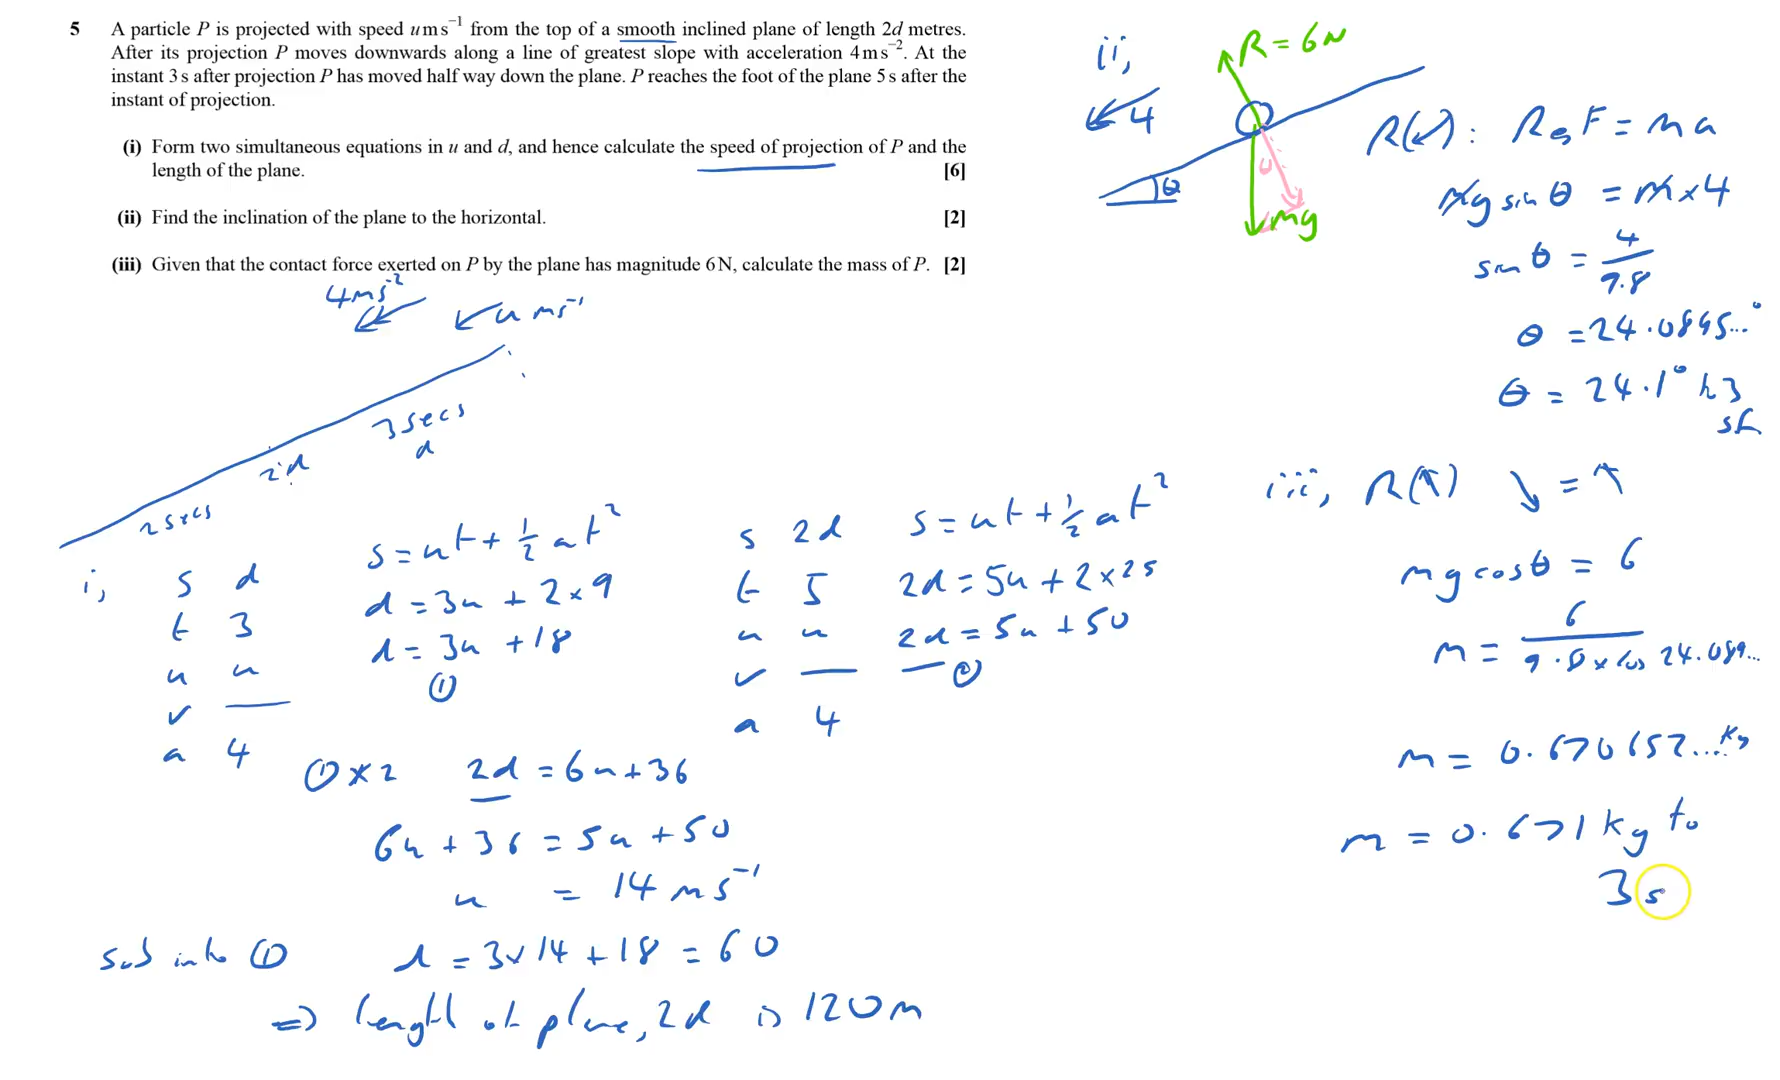 5 A particle P is projected with speed u m s⁻¹ from the top of a smooth inclined plane of length 2d metres.
After its projection P moves downwards along a line of greatest slope with acceleration 4 m s⁻². At the
instant 3 s after projection P has moved half way down the plane. P reaches the foot of the plane 5 s after the
instant of projection.
(i) Form two simultaneous equations in u and d, and hence calculate the speed of projection of P and the
length of the plane. [6]
(ii) Find the inclination of the plane to the horizontal. [2]
(iii) Given that the contact force exerted on P by the plane has magnitude 6 N, calculate the mass of P. [2]
4ms⁻² u ms⁻¹
3 secs
d
2d
2 secs
i,
s d
t 3
u u
v —
a 4
s = ut + ½at²
d = 3u + 2×9
d = 3u + 18
①
s 2d
t 5
u u
v —
a 4
s = ut + ½at²
2d = 5u + 2×25
2d = 5u + 50
— ②
①×2 2d = 6u + 36
6u + 36 = 5u + 50
u = 14 ms⁻¹
sub into ① d = 3×14 + 18 = 60
⇒ length of plane, 2d is 120m
ii,
4
R = 6N
θ
mg
R(↙): Res F = ma
mg sin θ = m×4
sin θ = 4/9.8
θ = 24.0895...°
θ = 24.1° to 3
sf
iii, R(↖) ↘ = ↖
mg cos θ = 6
m = 6/(9.8 × cos 24.089...)
m = 0.670652... kg
m = 0.671 kg to
3 s